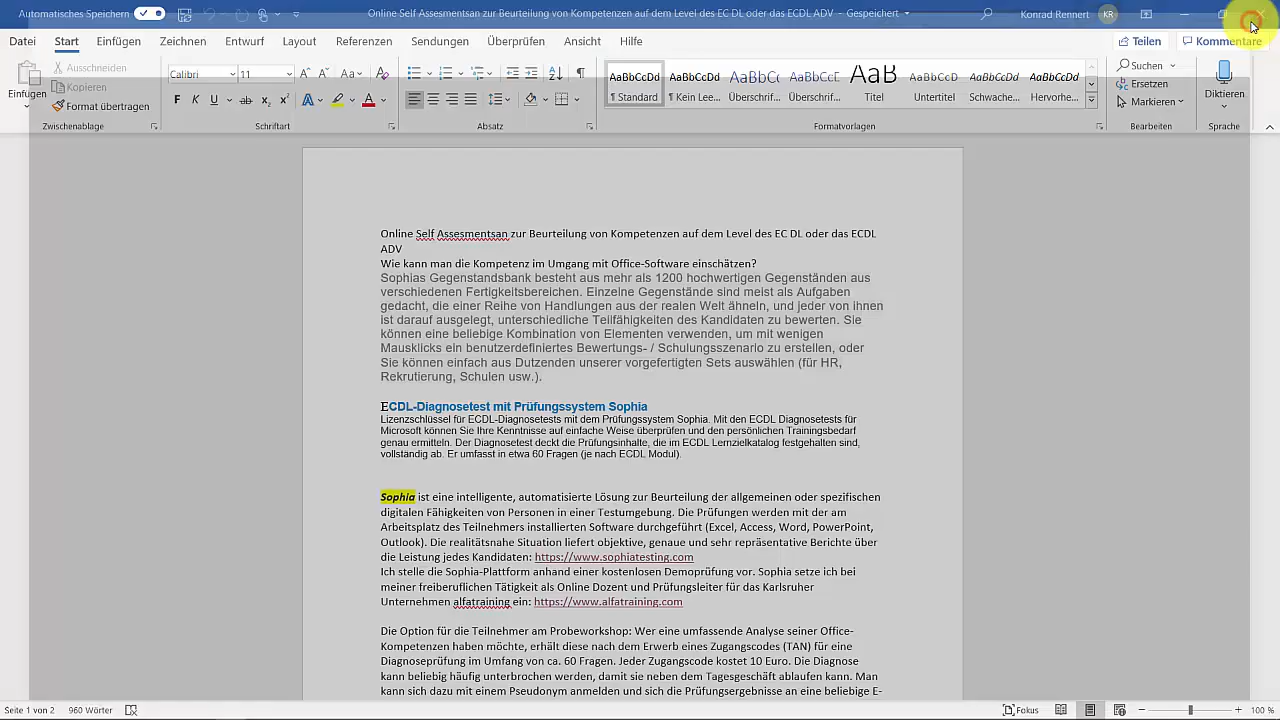 Automatisches Speichern
Online Self Assesmentsan zur Beurteilung von Kompetenzen auf dem Level des EC DL oder das ECDL ADV – Gespeichert
Konrad Rennert KR
Datei Start Einfügen Zeichnen Entwurf Layout Referenzen Sendungen Überprüfen Ansicht Hilfe Teilen Kommentare
Einfügen
Ausschneiden
Kopieren
Format übertragen
Zwischenablage
Calibri 11
F K U
Schriftart
Absatz
AaBbCcDd AaBbCcDd AaBbCc AaBbCcC AaB AaBbCcD AaBbCcDd AaBbCcDd
¶ Standard ¶ Kein Lee... Überschrif... Überschrif... Titel Untertitel Schwache... Hervorhe...
Formatvorlagen
Suchen
Ersetzen
Markieren
Bearbeiten
Diktieren
Sprache
Online Self Assesmentsan zur Beurteilung von Kompetenzen auf dem Level des EC DL oder das ECDL
ADV
Wie kann man die Kompetenz im Umgang mit Office-Software einschätzen?
Sophias Gegenstandsbank besteht aus mehr als 1200 hochwertigen Gegenständen aus
verschiedenen Fertigkeitsbereichen. Einzelne Gegenstände sind meist als Aufgaben
gedacht, die einer Reihe von Handlungen aus der realen Welt ähneln, und jeder von ihnen
ist darauf ausgelegt, unterschiedliche Teilfähigkeiten des Kandidaten zu bewerten. Sie
können eine beliebige Kombination von Elementen verwenden, um mit wenigen
Mausklicks ein benutzerdefiniertes Bewertungs- / Schulungsszenario zu erstellen, oder
Sie können einfach aus Dutzenden unserer vorgefertigten Sets auswählen (für HR,
Rekrutierung, Schulen usw.).
ECDL-Diagnosetest mit Prüfungssystem Sophia
Lizenzschlüssel für ECDL-Diagnosetests mit dem Prüfungssystem Sophia. Mit den ECDL Diagnosetests für
Microsoft können Sie Ihre Kenntnisse auf einfache Weise überprüfen und den persönlichen Trainingsbedarf
genau ermitteln. Der Diagnosetest deckt die Prüfungsinhalte, die im ECDL Lernzielkatalog festgehalten sind,
vollständig ab. Er umfasst in etwa 60 Fragen (je nach ECDL Modul).
Sophia ist eine intelligente, automatisierte Lösung zur Beurteilung der allgemeinen oder spezifischen
digitalen Fähigkeiten von Personen in einer Testumgebung. Die Prüfungen werden mit der am
Arbeitsplatz des Teilnehmers installierten Software durchgeführt (Excel, Access, Word, PowerPoint,
Outlook). Die realitätsnahe Situation liefert objektive, genaue und sehr repräsentative Berichte über
die Leistung jedes Kandidaten: https://www.sophiatesting.com
Ich stelle die Sophia-Plattform anhand einer kostenlosen Demoprüfung vor. Sophia setze ich bei
meiner freiberuflichen Tätigkeit als Online Dozent und Prüfungsleiter für das Karlsruher
Unternehmen alfatraining ein: https://www.alfatraining.com
Die Option für die Teilnehmer am Probeworkshop: Wer eine umfassende Analyse seiner Office-
Kompetenzen haben möchte, erhält diese nach dem Erwerb eines Zugangscodes (TAN) für eine
Diagnoseprüfung im Umfang von ca. 60 Fragen. Jeder Zugangscode kostet 10 Euro. Die Diagnose
kann beliebig häufig unterbrochen werden, damit sie neben dem Tagesgeschäft ablaufen kann. Man
kann sich dazu mit einem Pseudonym anmelden und sich die Prüfungsergebnisse an eine beliebige E-
Seite 1 von 2 960 Wörter Fokus 100 %